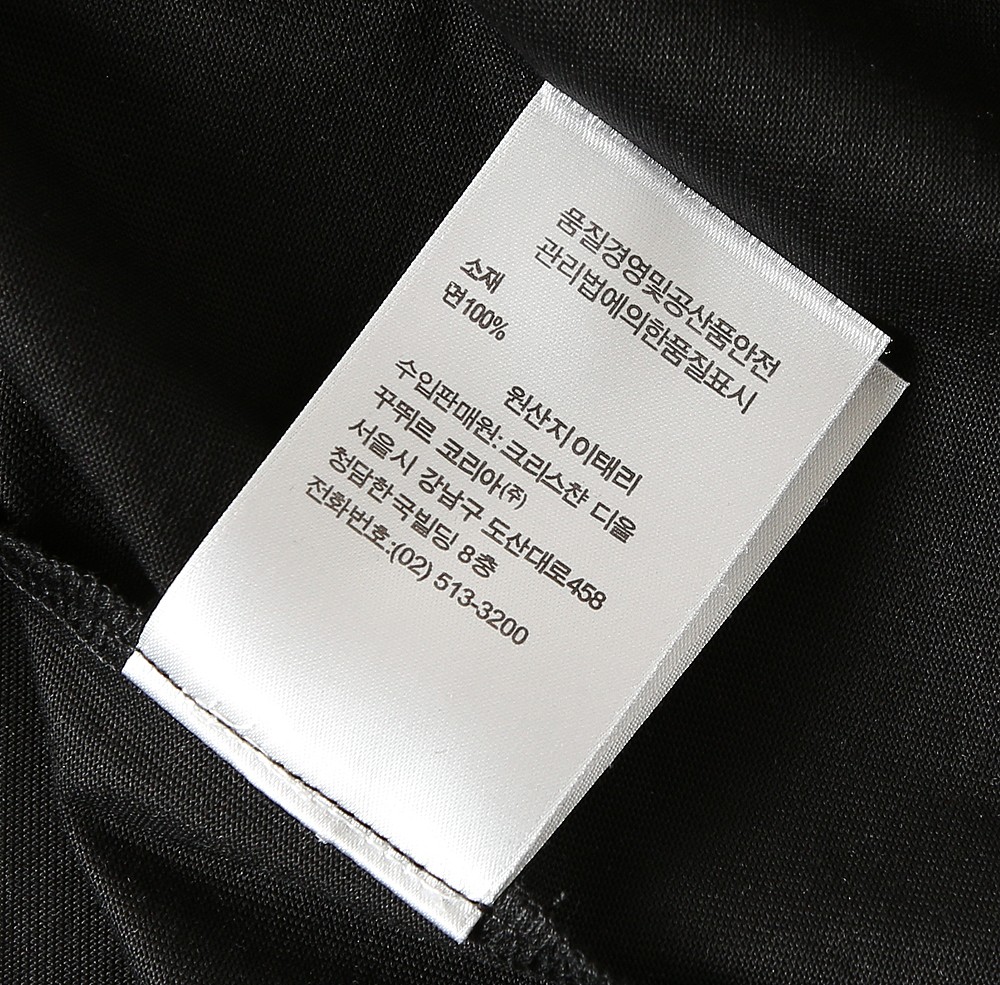 품질경영및공산품안전
관리법에의한품질표시
소재
면100%
원산지이태리
수입판매원: 크리스챤 디올
꾸뛰르 코리아(주)
서울시 강남구 도산대로458
청담한국빌딩 8층
전화번호:(02) 513-3200